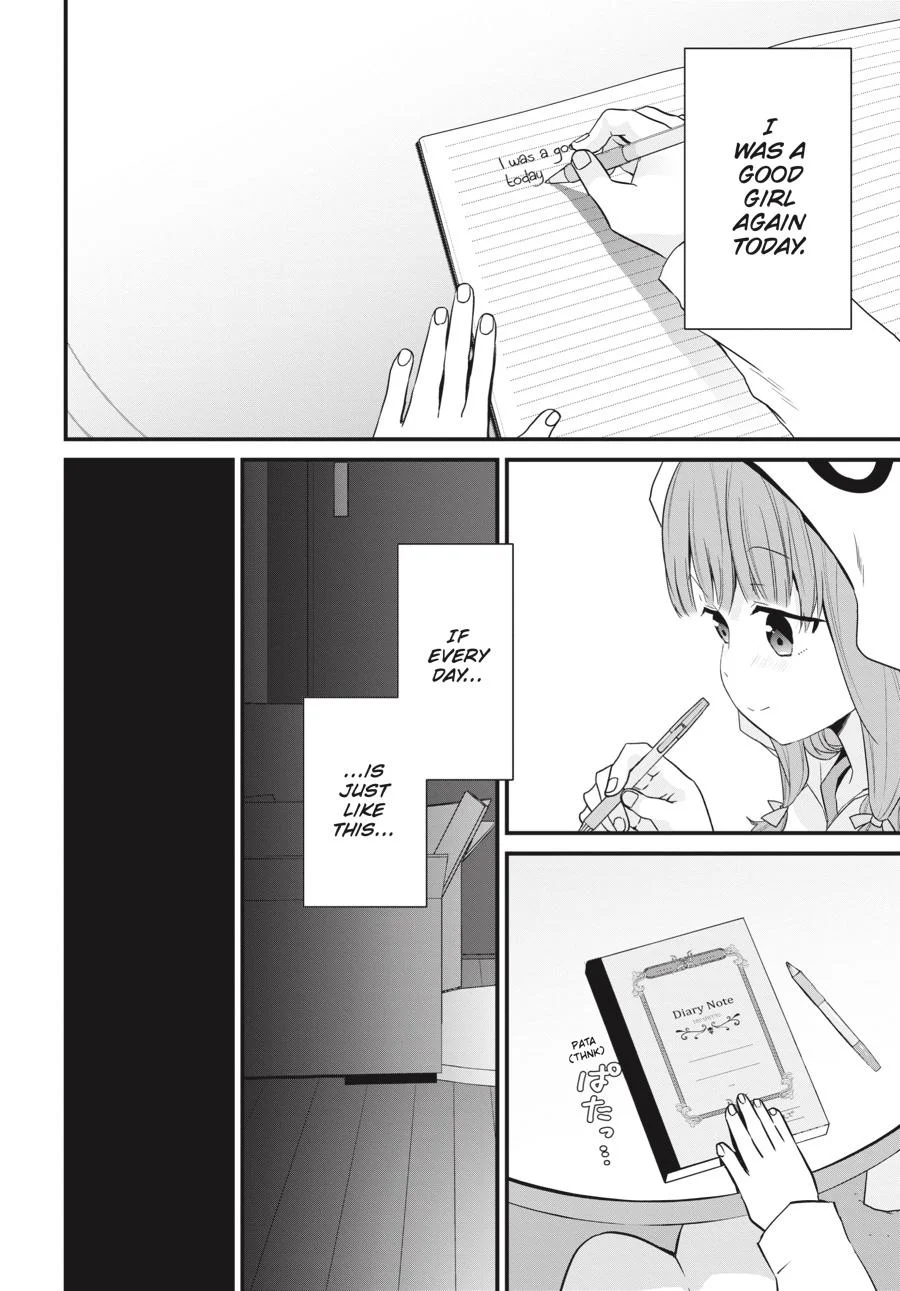 I
WAS A
GOOD
GIRL
AGAIN
TODAY.
I was a goo
today
IF
EVERY
DAY...
...IS
JUST
LIKE
THIS...
Diary Note
PATA
(THNK)
ぱたっ…